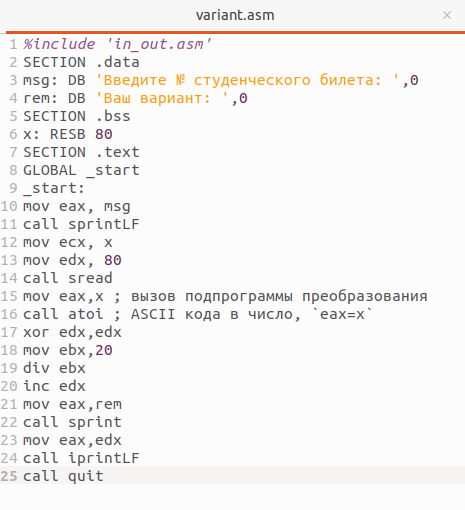 variant.asm ×
1 %include 'in_out.asm'
2 SECTION .data
3 msg: DB 'Введите № студенческого билета: ',0
4 rem: DB 'Ваш вариант: ',0
5 SECTION .bss
6 x: RESB 80
7 SECTION .text
8 GLOBAL _start
9 _start:
10 mov eax, msg
11 call sprintLF
12 mov ecx, x
13 mov edx, 80
14 call sread
15 mov eax,x ; вызов подпрограммы преобразования
16 call atoi ; ASCII кода в число, `eax=x`
17 xor edx,edx
18 mov ebx,20
19 div ebx
20 inc edx
21 mov eax,rem
22 call sprint
23 mov eax,edx
24 call iprintLF
25 call quit